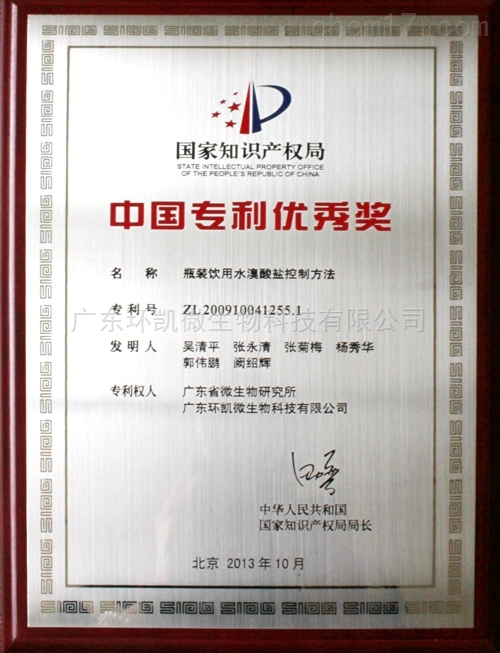 chem17.com
国家知识产权局
STATE INTELLECTUAL PROPERTY OFFICE
OF THE PEOPLE'S REPUBLIC OF CHINA
中国专利优秀奖
名 称 瓶装饮用水溴酸盐控制方法
专利号 ZL200910041255.1
广东环凯微生物科技有限公司
发明人 吴清平 张永清 张菊梅 杨秀华
郭伟鹏 阙绍辉
专利权人 广东省微生物研究所
广东环凯微生物科技有限公司
中华人民共和国
国家知识产权局局长
北京 2013年10月